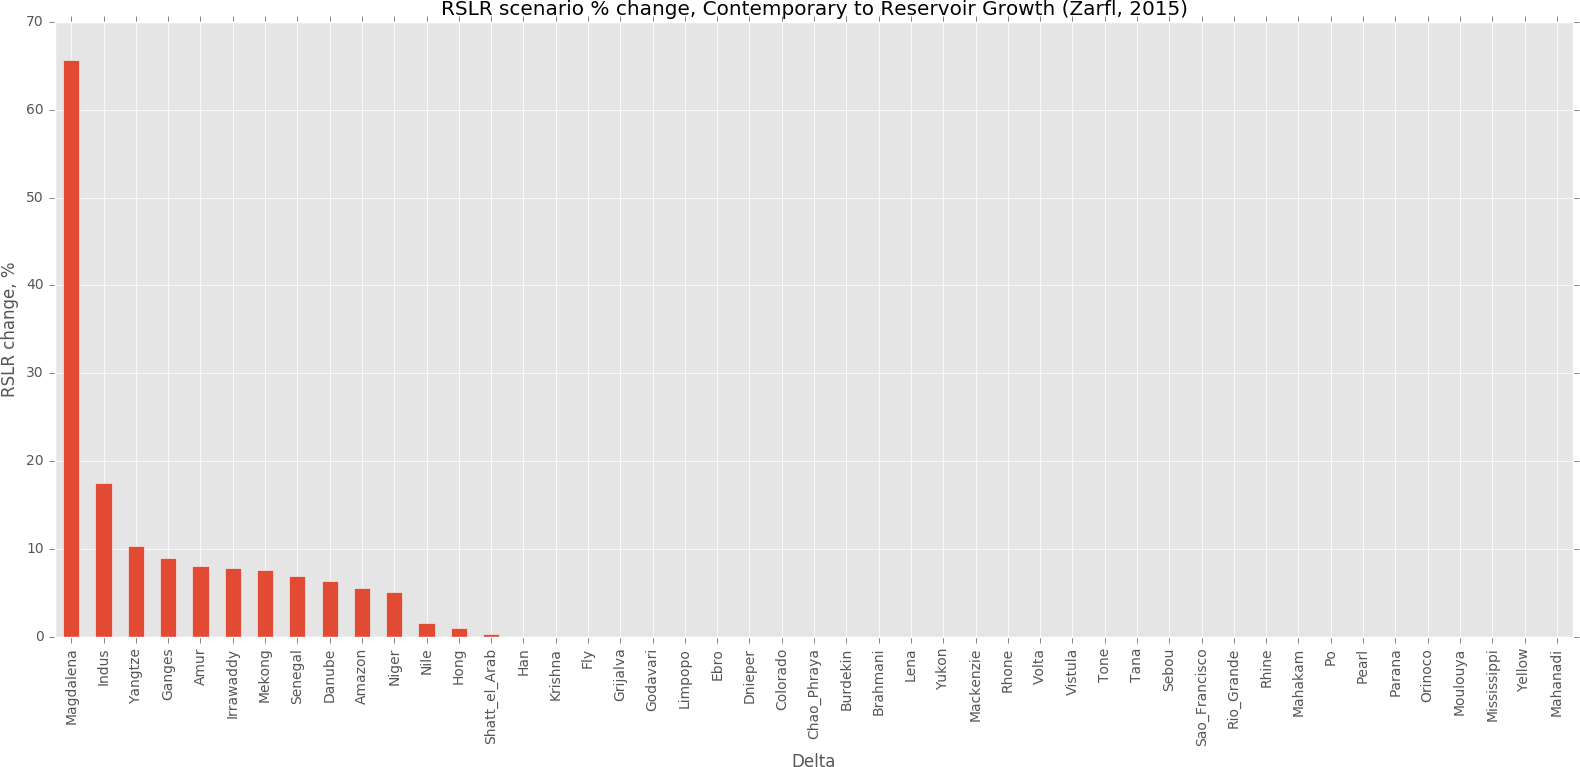 RSLR scenario % change, Contemporary to Reservoir Growth (Zarfl, 2015)
RSLR change, %
70
60
50
40
30
20
10
0
Magdalena
Indus
Yangtze
Ganges
Amur
Irrawaddy
Mekong
Senegal
Danube
Amazon
Niger
Nile
Hong
Shatt_el_Arab
Han
Krishna
Fly
Grijalva
Godavari
Limpopo
Ebro
Dnieper
Colorado
Chao_Phraya
Burdekin
Brahmani
Lena
Yukon
Mackenzie
Rhone
Volta
Vistula
Tone
Tana
Sebou
Sao_Francisco
Rio_Grande
Rhine
Mahakam
Po
Pearl
Parana
Orinoco
Moulouya
Mississippi
Yellow
Mahanadi
Delta